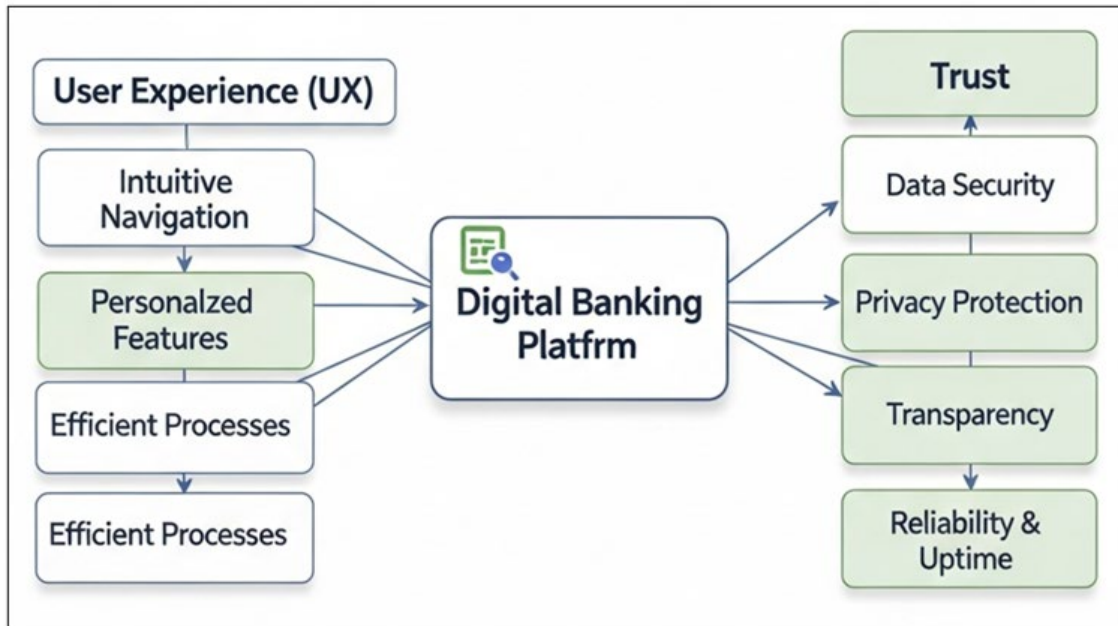 User Experience (UX)
Intuitive
Navigation
Personalzed
Features
Efficient Processes
Efficient Processes
Digital Banking
Platfrm
Trust
Data Security
Privacy Protection
Transparency
Reliability &
Uptime